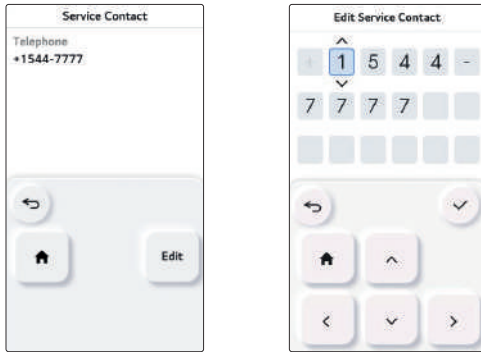 Service Contact
Telephone
+1544-7777
Edit
Edit Service Contact
+ 1 5 4 4 -
7 7 7 7